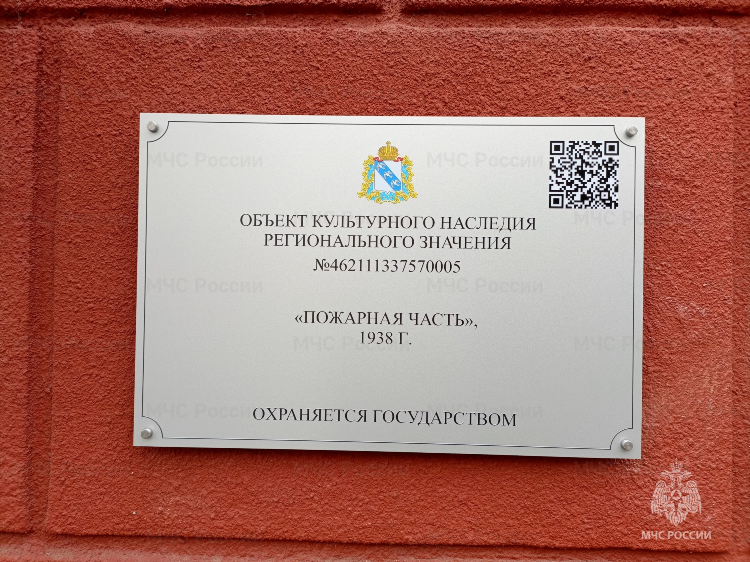 ОБЪЕКТ КУЛЬТУРНОГО НАСЛЕДИЯ
РЕГИОНАЛЬНОГО ЗНАЧЕНИЯ
№462111337570005
«ПОЖАРНАЯ ЧАСТЬ»,
1938 Г.
ОХРАНЯЕТСЯ ГОСУДАРСТВОМ
МЧС РОССИИ